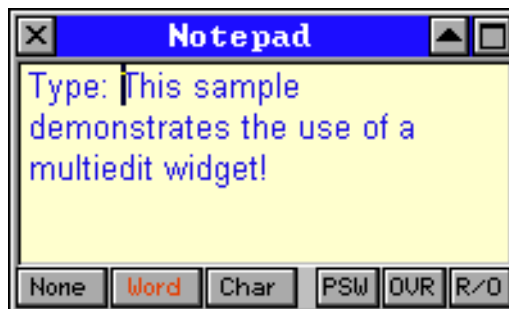 Notepad
Type: This sample
demonstrates the use of a
multiedit widget!
None Word Char PSW OVR R/O